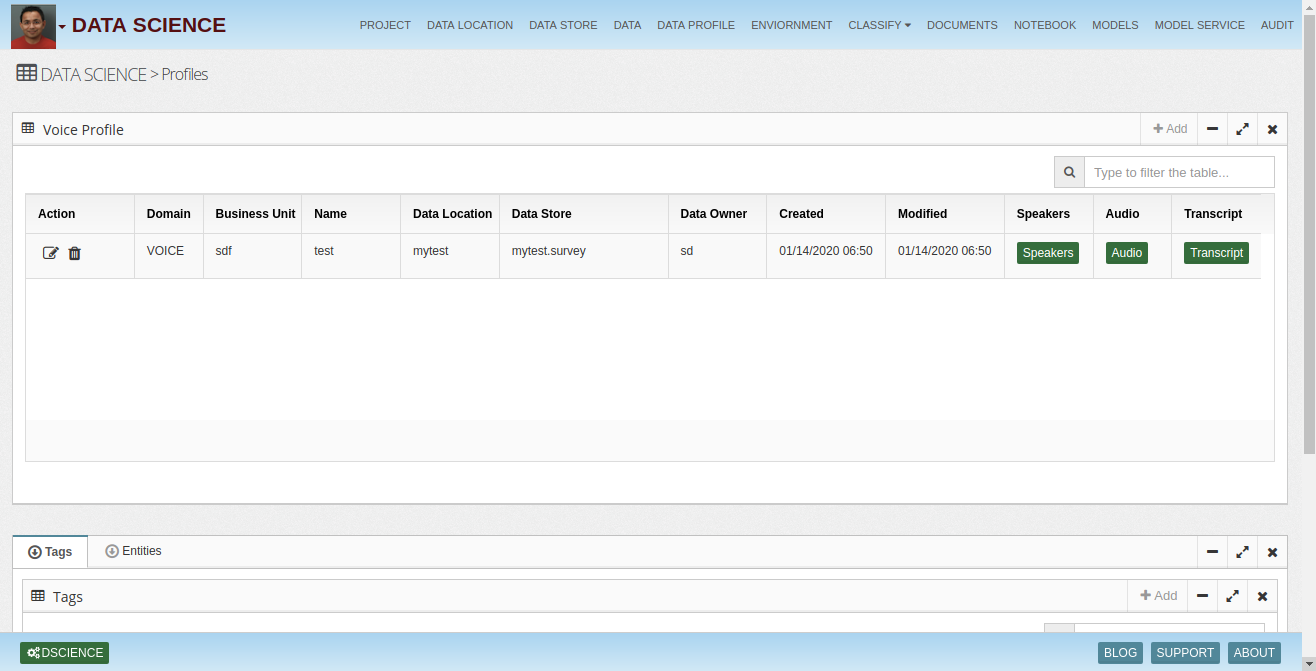 DATA SCIENCE PROJECT DATA LOCATION DATA STORE DATA DATA PROFILE ENVIORNMENT CLASSIFY DOCUMENTS NOTEBOOK MODELS MODEL SERVICE AUDIT
DATA SCIENCE > Profiles
Voice Profile Add
Type to filter the table...
Action Domain Business Unit Name Data Location Data Store Data Owner Created Modified Speakers Audio Transcript
VOICE sdf test mytest mytest.survey sd 01/14/2020 06:50 01/14/2020 06:50 Speakers Audio Transcript
Tags Entities
Tags Add
DSCIENCE BLOG SUPPORT ABOUT